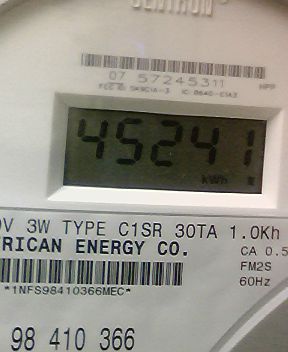 CENTRON
07 57245311
45241
kWh
3W TYPE C1SR 30TA 1.0Kh
RICAN ENERGY CO.
CA 0.5
FM2S
60Hz
*1NFS98410366MEC*
98 410 366